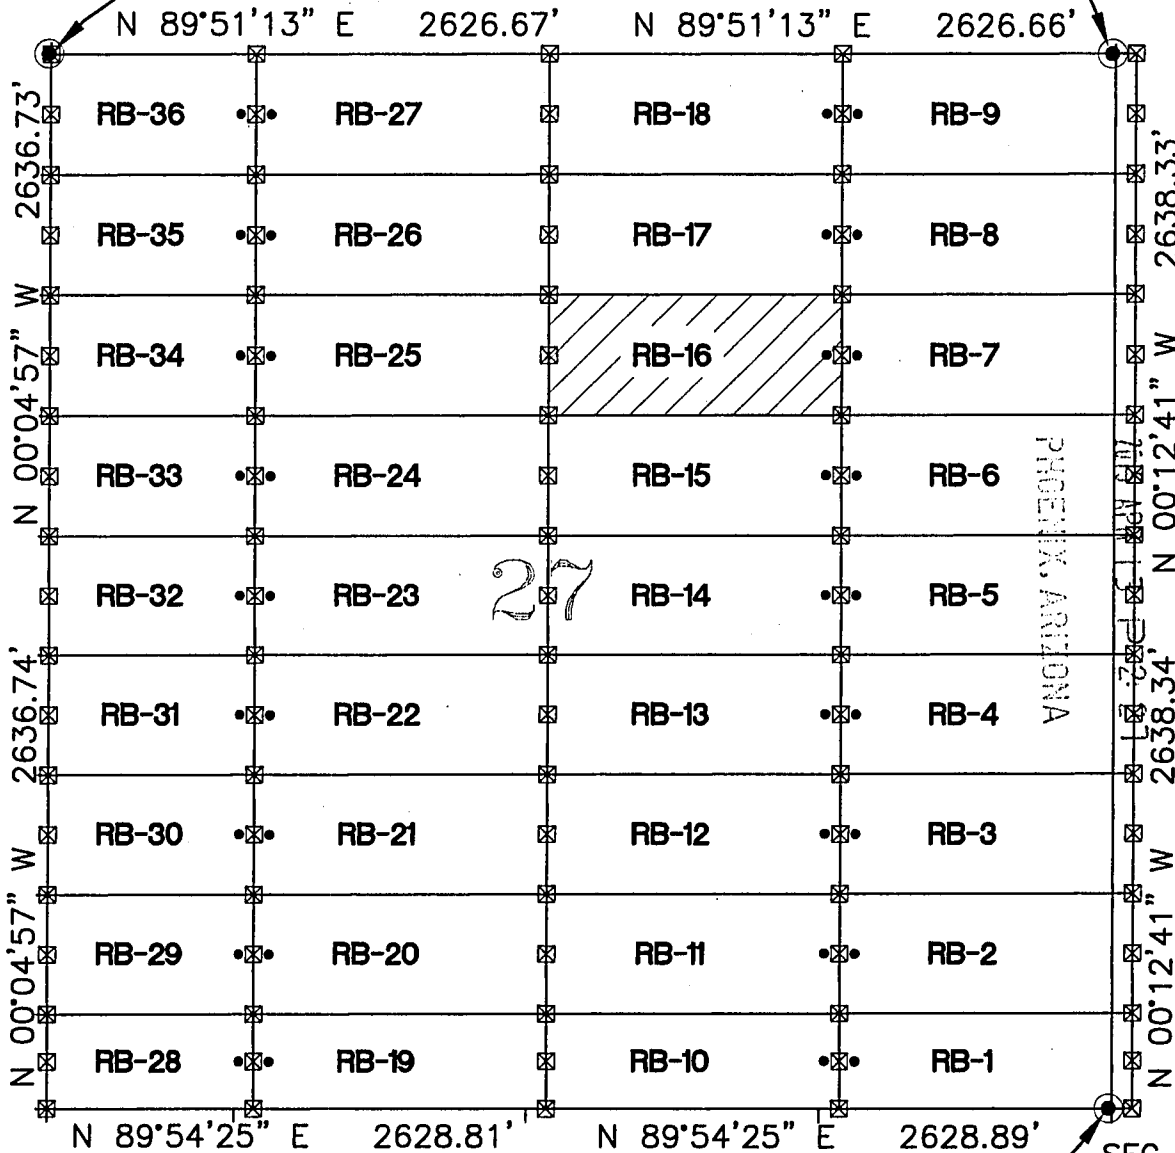 N 89°51'13" E 2626.67' N 89°51'13" E 2626.66'
2636.73'
2638.33'
RB-36 RB-27 RB-18 RB-9
RB-35 RB-26 RB-17 RB-8
RB-34 RB-25 RB-16 RB-7
N 00°04'57" W
N 00°12'41" W
RB-33 RB-24 RB-15 RB-6
PHOENIX, ARIZONA
27
RB-32 RB-23 RB-14 RB-5
RB-31 RB-22 RB-13 RB-4
2636.74'
2638.34'
RB-30 RB-21 RB-12 RB-3
RB-29 RB-20 RB-11 RB-2
N 00°04'57" W
N 00°12'41" W
RB-28 RB-19 RB-10 RB-1
N 89°54'25" E 2628.81' N 89°54'25" E 2628.89'
SEC